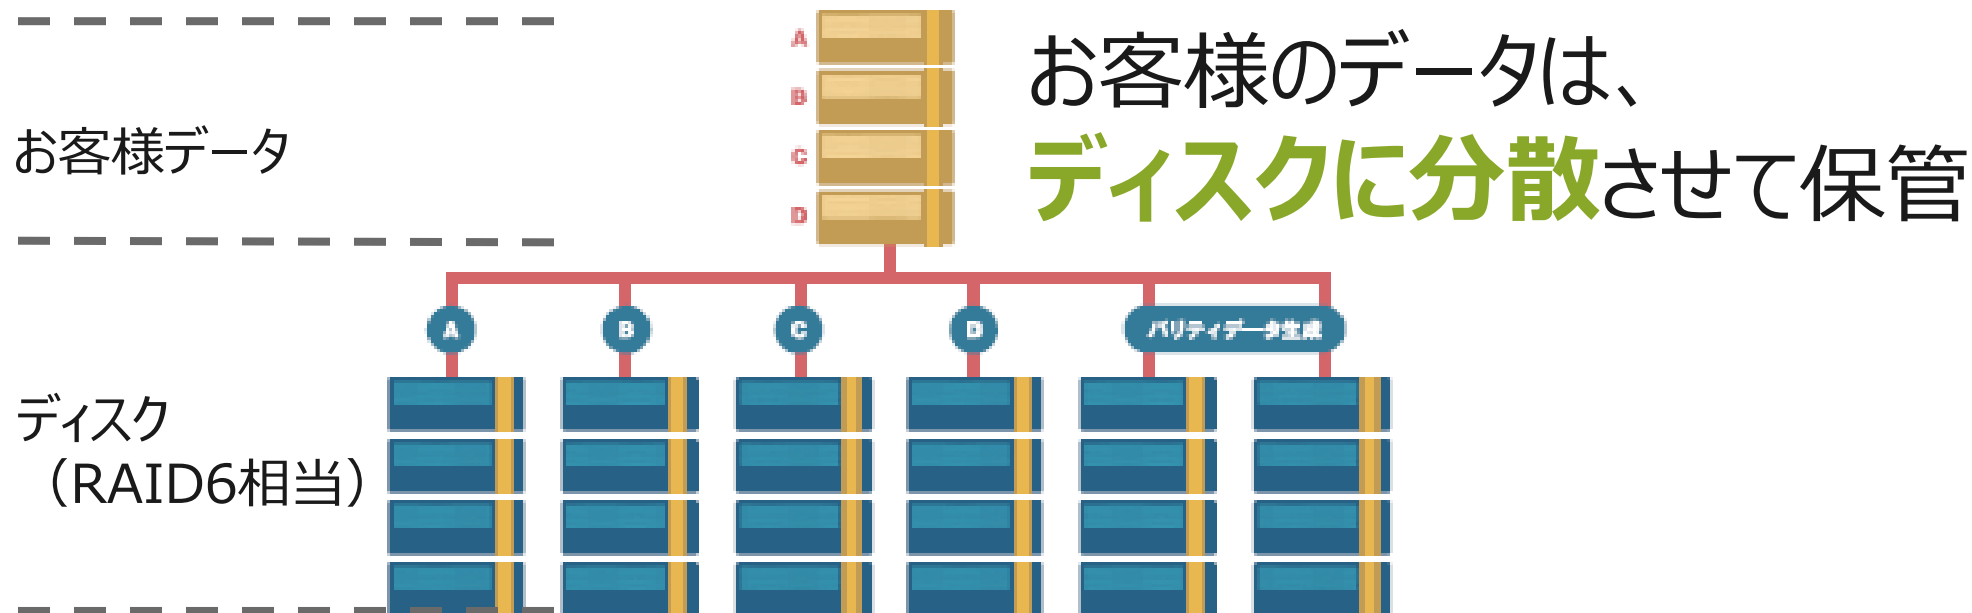 お客様のデータは、
ディスクに分散させて保管
お客様データ
A
B
C
D
A
B
C
D
パリティデータ生成
ディスク
（RAID6相当）